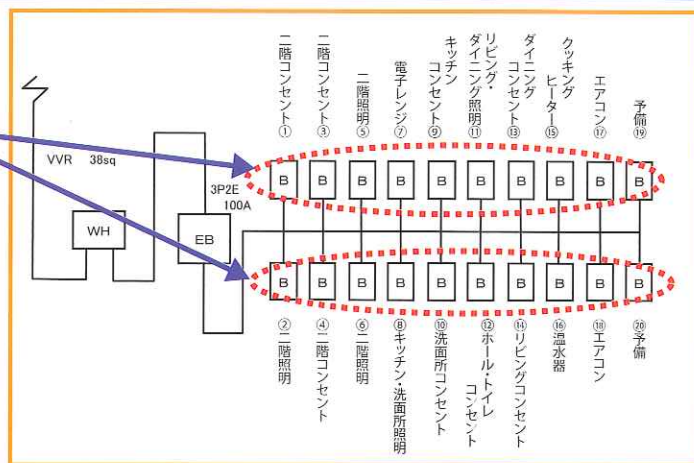 二階コンセント①
二階コンセント③
二階照明⑤
電子レンジ⑦
キッチン
コンセント⑨
リビング・
ダイニング照明⑪
ダイニング
コンセント⑬
クッキング
ヒーター⑮
エアコン⑰
予備⑲
VVR 38sq
3P2E
100A
WH
EB
B B B B B B B B B B
B B B B B B B B B B
②二階照明
④二階コンセント
⑥二階照明
⑧キッチン・洗面所照明
⑩洗面所コンセント
⑫ホール・トイレ
コンセント
⑭リビングコンセント
⑯温水器
⑱エアコン
⑳予備